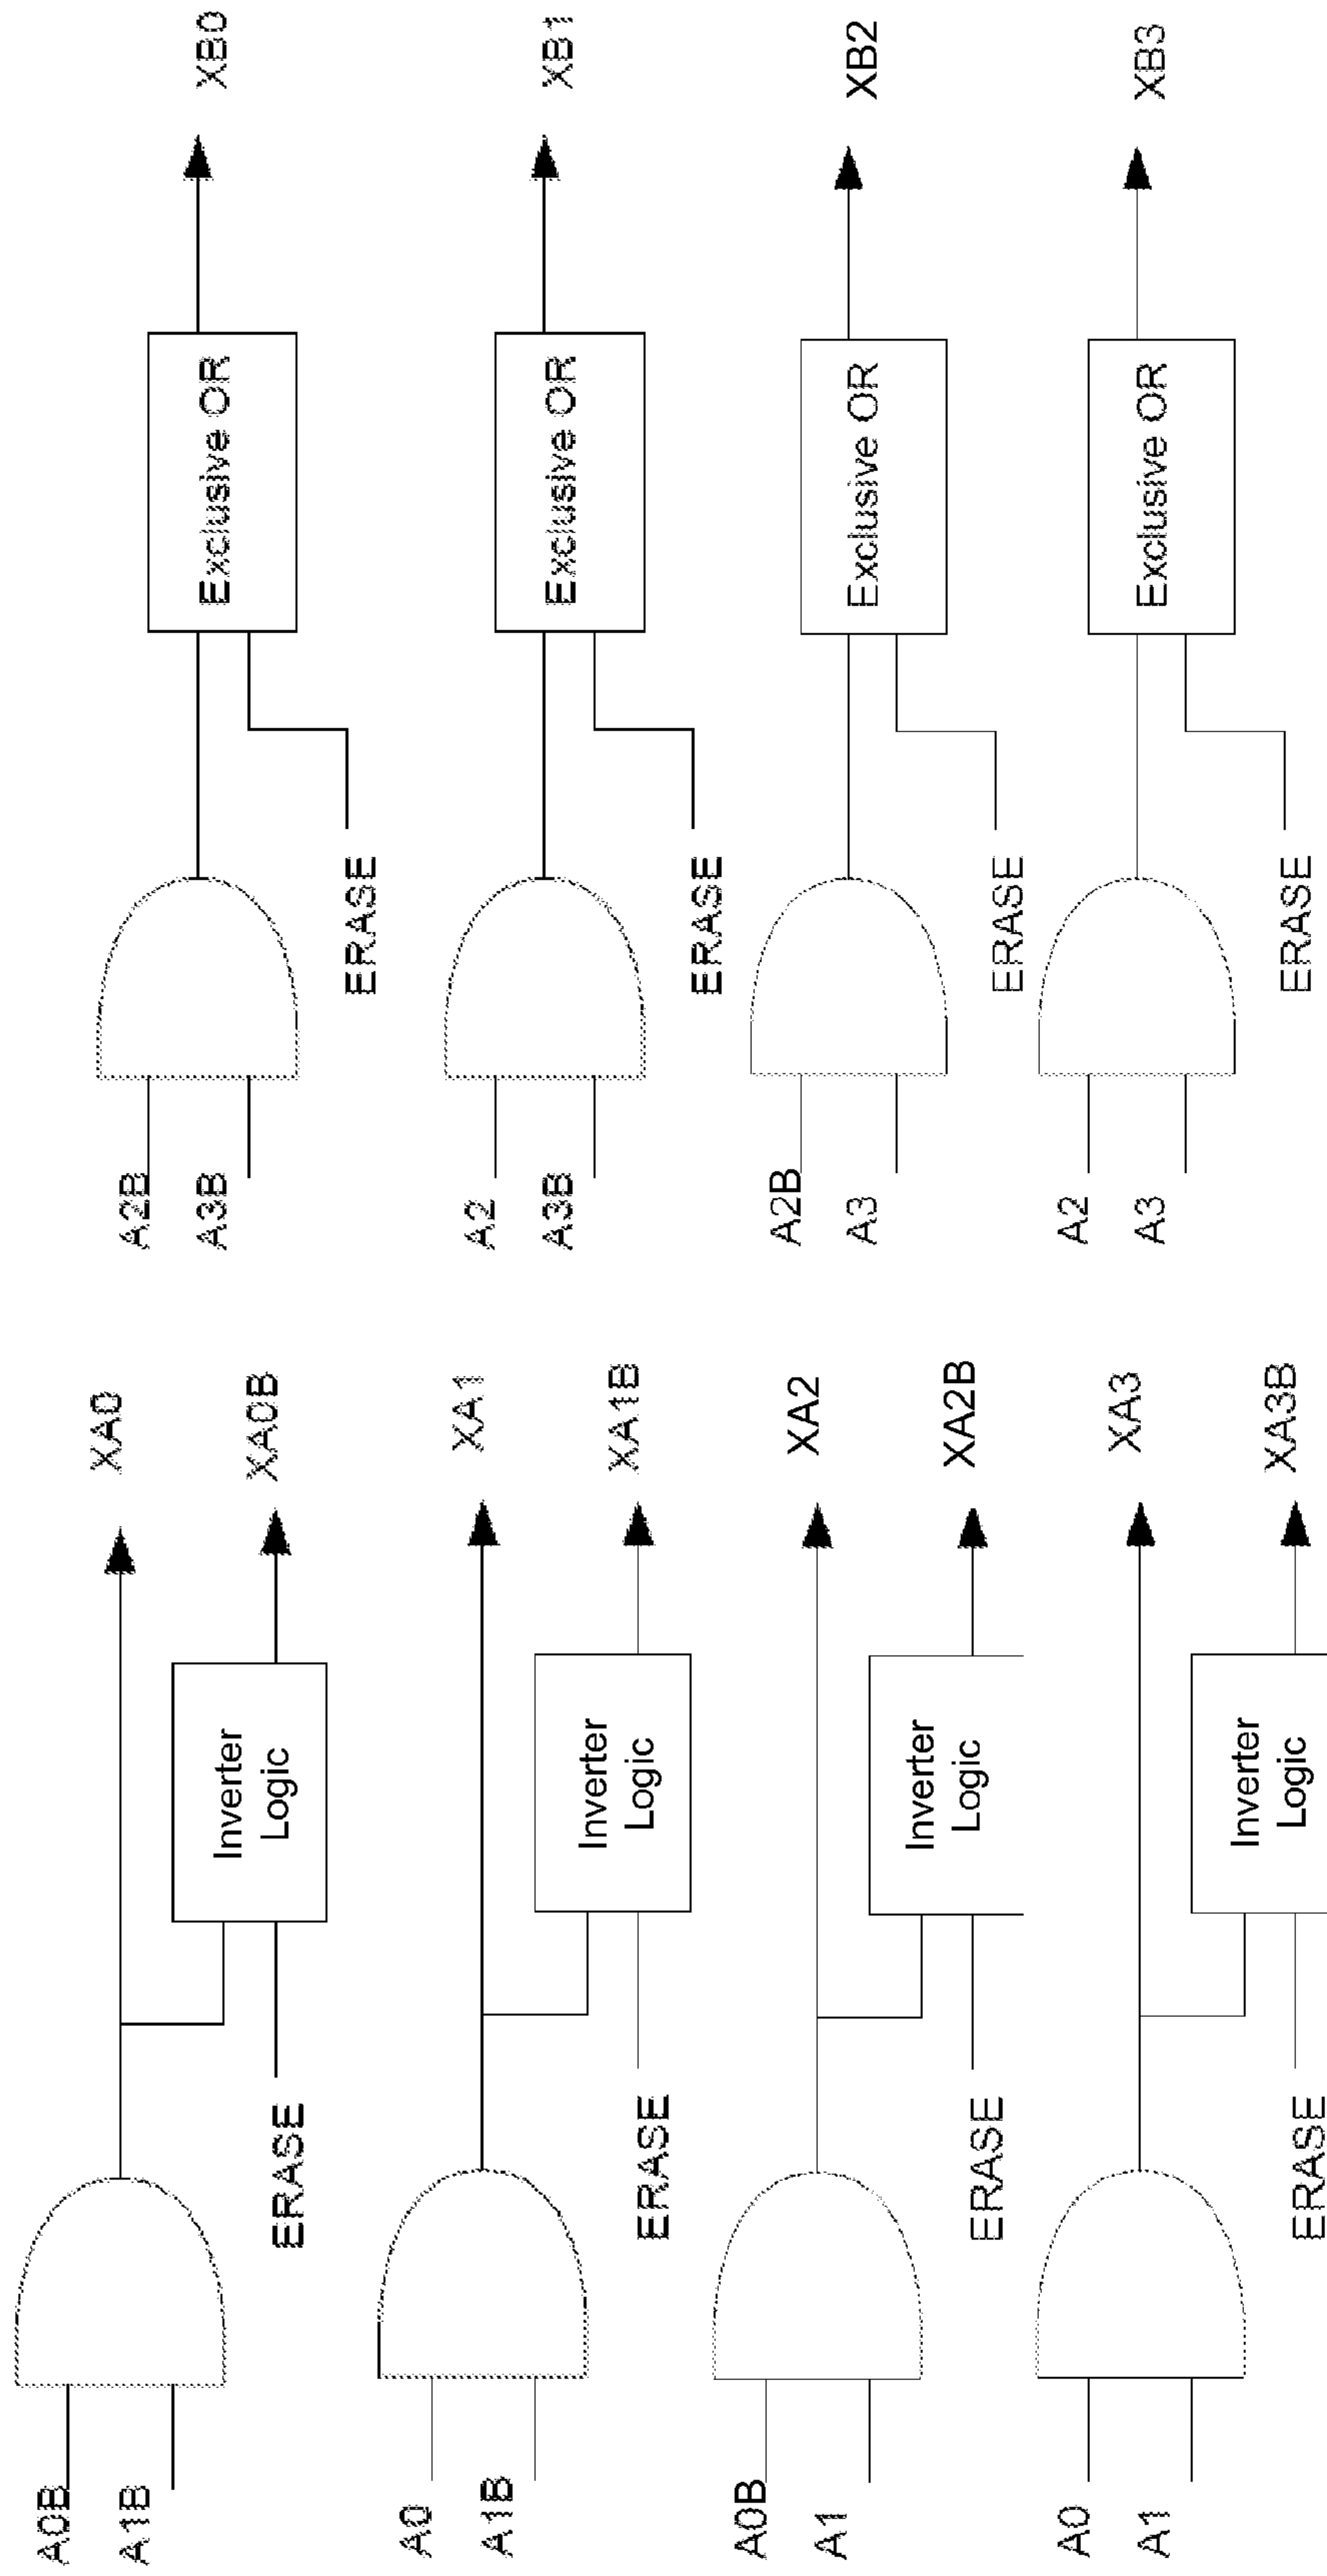 A0B
A1B
ERASE
Inverter
Logic
XA0
XA0B
A0
A1B
ERASE
Inverter
Logic
XA1
XA1B
A0B
A1
ERASE
Inverter
Logic
XA2
XA2B
A0
A1
ERASE
Inverter
Logic
XA3
XA3B
A2B
A3B
ERASE
Exclusive OR
XB0
A2
A3B
ERASE
Exclusive OR
XB1
A2B
A3
ERASE
Exclusive OR
XB2
A2
A3
ERASE
Exclusive OR
XB3